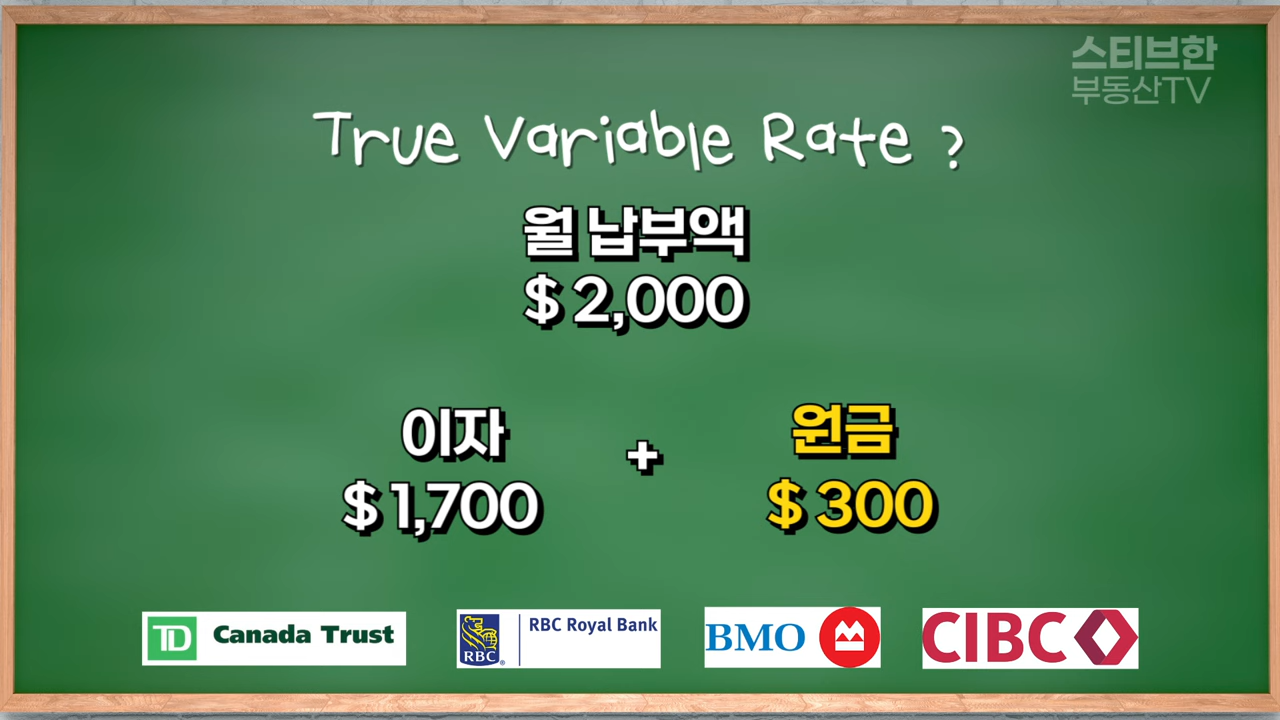 스티브한
부동산TV
True Variable Rate ?
월 납부액
$ 2,000
이자
$ 1,700
+
원금
$ 300
TD
Canada Trust
RBC
®
RBC Royal Bank
BMO
CIBC